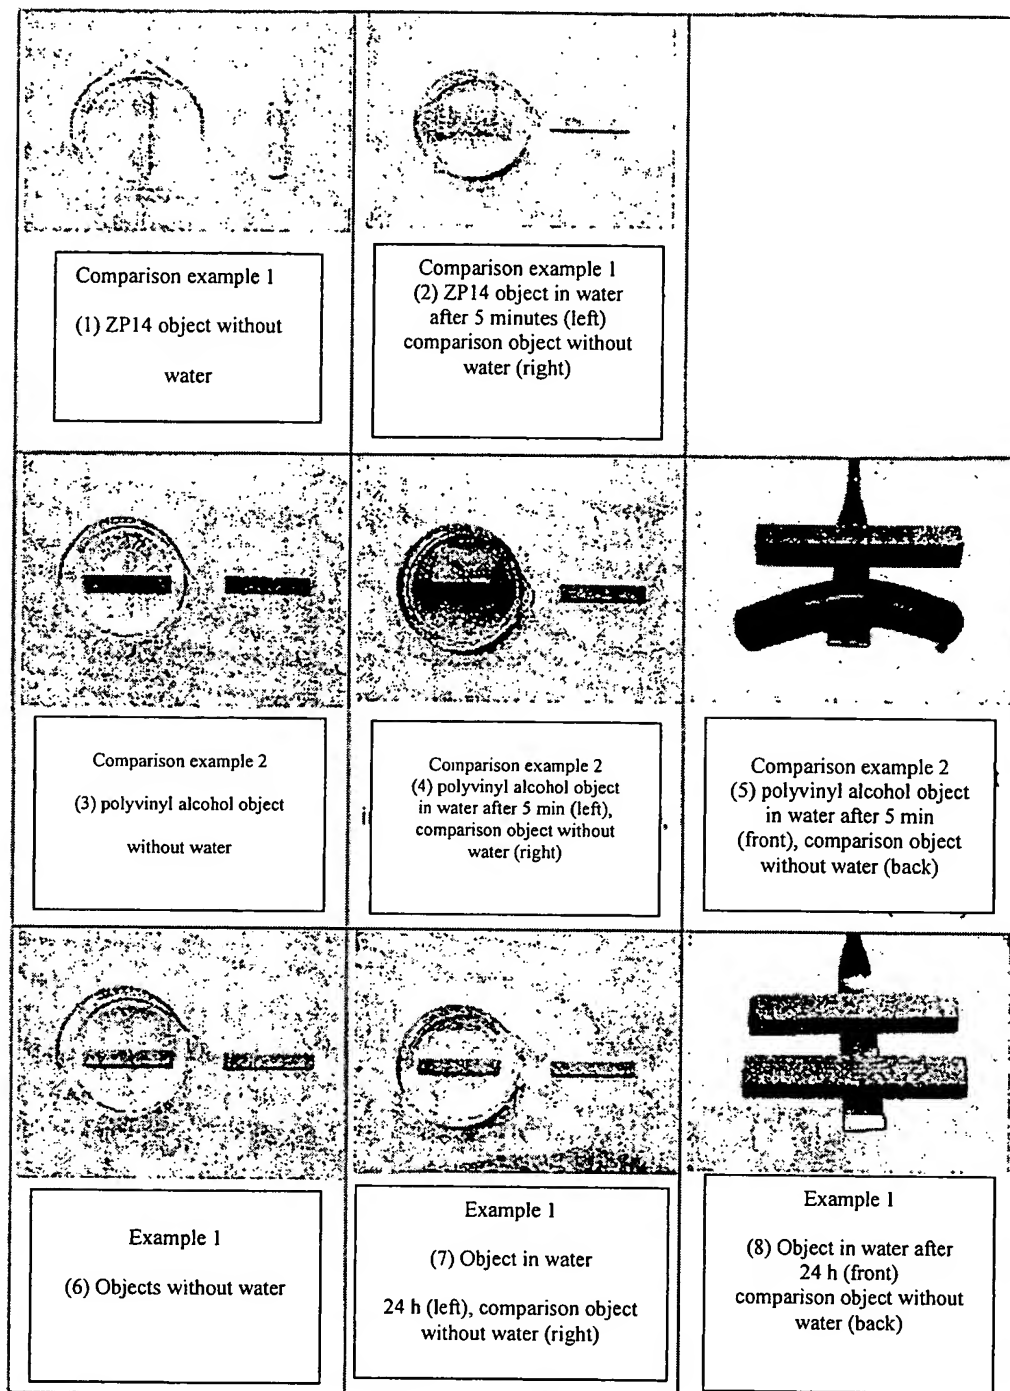 Comparison example 1
(1) ZP14 object without
water
Comparison example 1
(2) ZP14 object in water
after 5 minutes (left)
comparison object without
water (right)
Comparison example 2
(3) polyvinyl alcohol object
without water
Comparison example 2
(4) polyvinyl alcohol object
in water after 5 min (left),
comparison object without
water (right)
Comparison example 2
(5) polyvinyl alcohol object
in water after 5 min
(front), comparison object
without water (back)
Example 1
(6) Objects without water
Example 1
(7) Object in water
24 h (left), comparison object
without water (right)
Example 1
(8) Object in water after
24 h (front)
comparison object without
water (back)